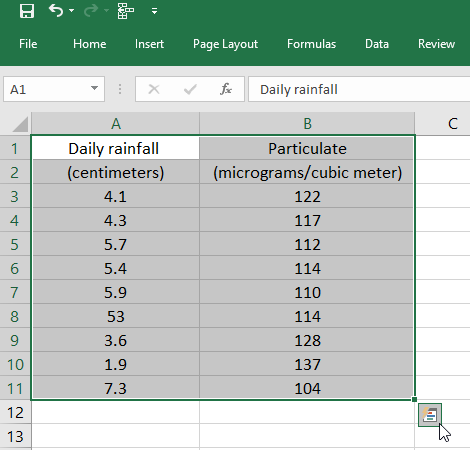 File Home Insert Page Layout Formulas Data Review
A1 fx Daily rainfall
A B C
1 Daily rainfall Particulate
2 (centimeters) (micrograms/cubic meter)
3 4.1 122
4 4.3 117
5 5.7 112
6 5.4 114
7 5.9 110
8 53 114
9 3.6 128
10 1.9 137
11 7.3 104
12
13